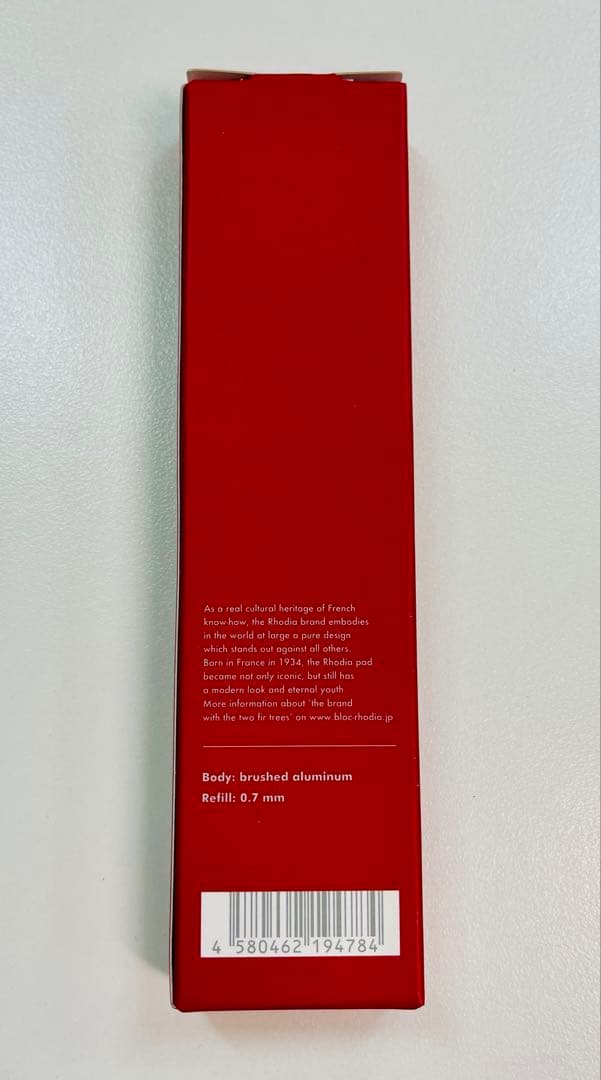 As a real cultural heritage of French
know-how, the Rhodia brand embodies
in the world at large a pure design
which stands out against all others.
Born in France in 1934, the Rhodia pad
became not only iconic, but still has
a modern look and eternal youth
More information about 'the brand
with the two fir trees' on www.bloc-rhodia.jp
Body: brushed aluminum
Refill: 0.7 mm
4 580462 194784